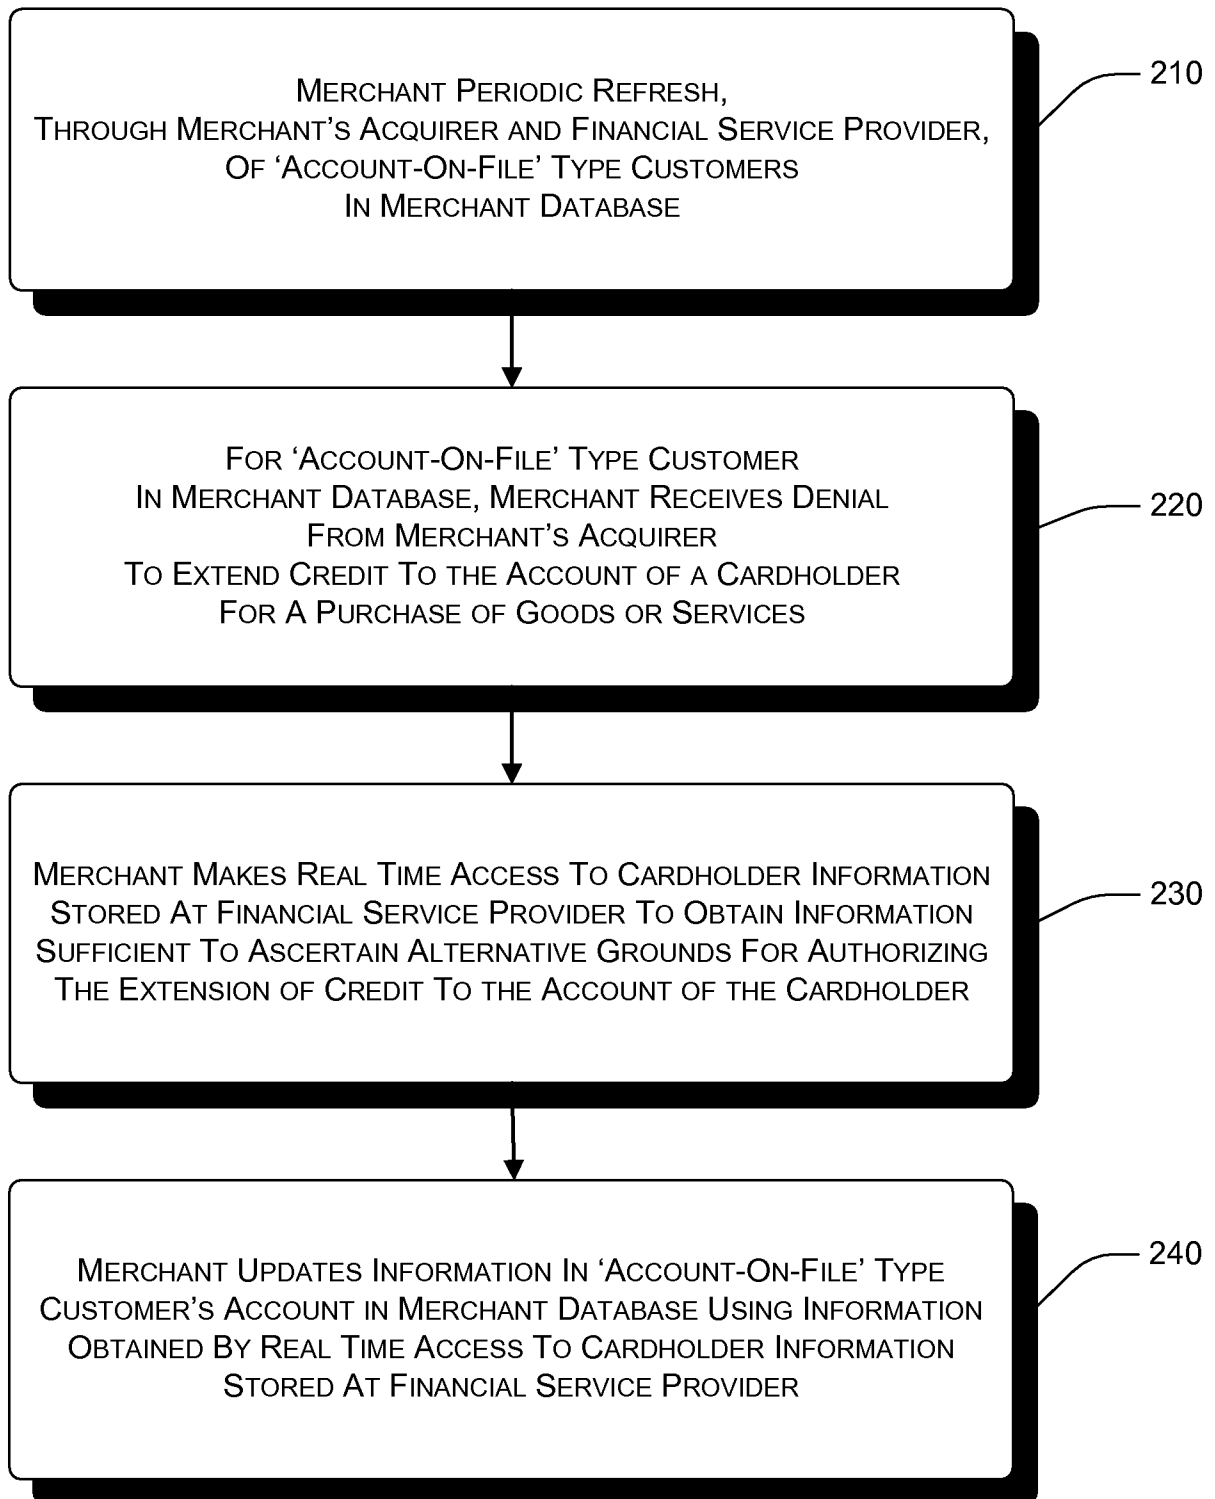 MERCHANT PERIODIC REFRESH,
THROUGH MERCHANT'S ACQUIRER AND FINANCIAL SERVICE PROVIDER,
OF ‘ACCOUNT-ON-FILE’ TYPE CUSTOMERS
IN MERCHANT DATABASE
210
FOR ‘ACCOUNT-ON-FILE’ TYPE CUSTOMER
IN MERCHANT DATABASE, MERCHANT RECEIVES DENIAL
FROM MERCHANT’S ACQUIRER
TO EXTEND CREDIT TO THE ACCOUNT OF A CARDHOLDER
FOR A PURCHASE OF GOODS OR SERVICES
220
MERCHANT MAKES REAL TIME ACCESS TO CARDHOLDER INFORMATION
STORED AT FINANCIAL SERVICE PROVIDER TO OBTAIN INFORMATION
SUFFICIENT TO ASCERTAIN ALTERNATIVE GROUNDS FOR AUTHORIZING
THE EXTENSION OF CREDIT TO THE ACCOUNT OF THE CARDHOLDER
230
MERCHANT UPDATES INFORMATION IN ‘ACCOUNT-ON-FILE’ TYPE
CUSTOMER’S ACCOUNT IN MERCHANT DATABASE USING INFORMATION
OBTAINED BY REAL TIME ACCESS TO CARDHOLDER INFORMATION
STORED AT FINANCIAL SERVICE PROVIDER
240